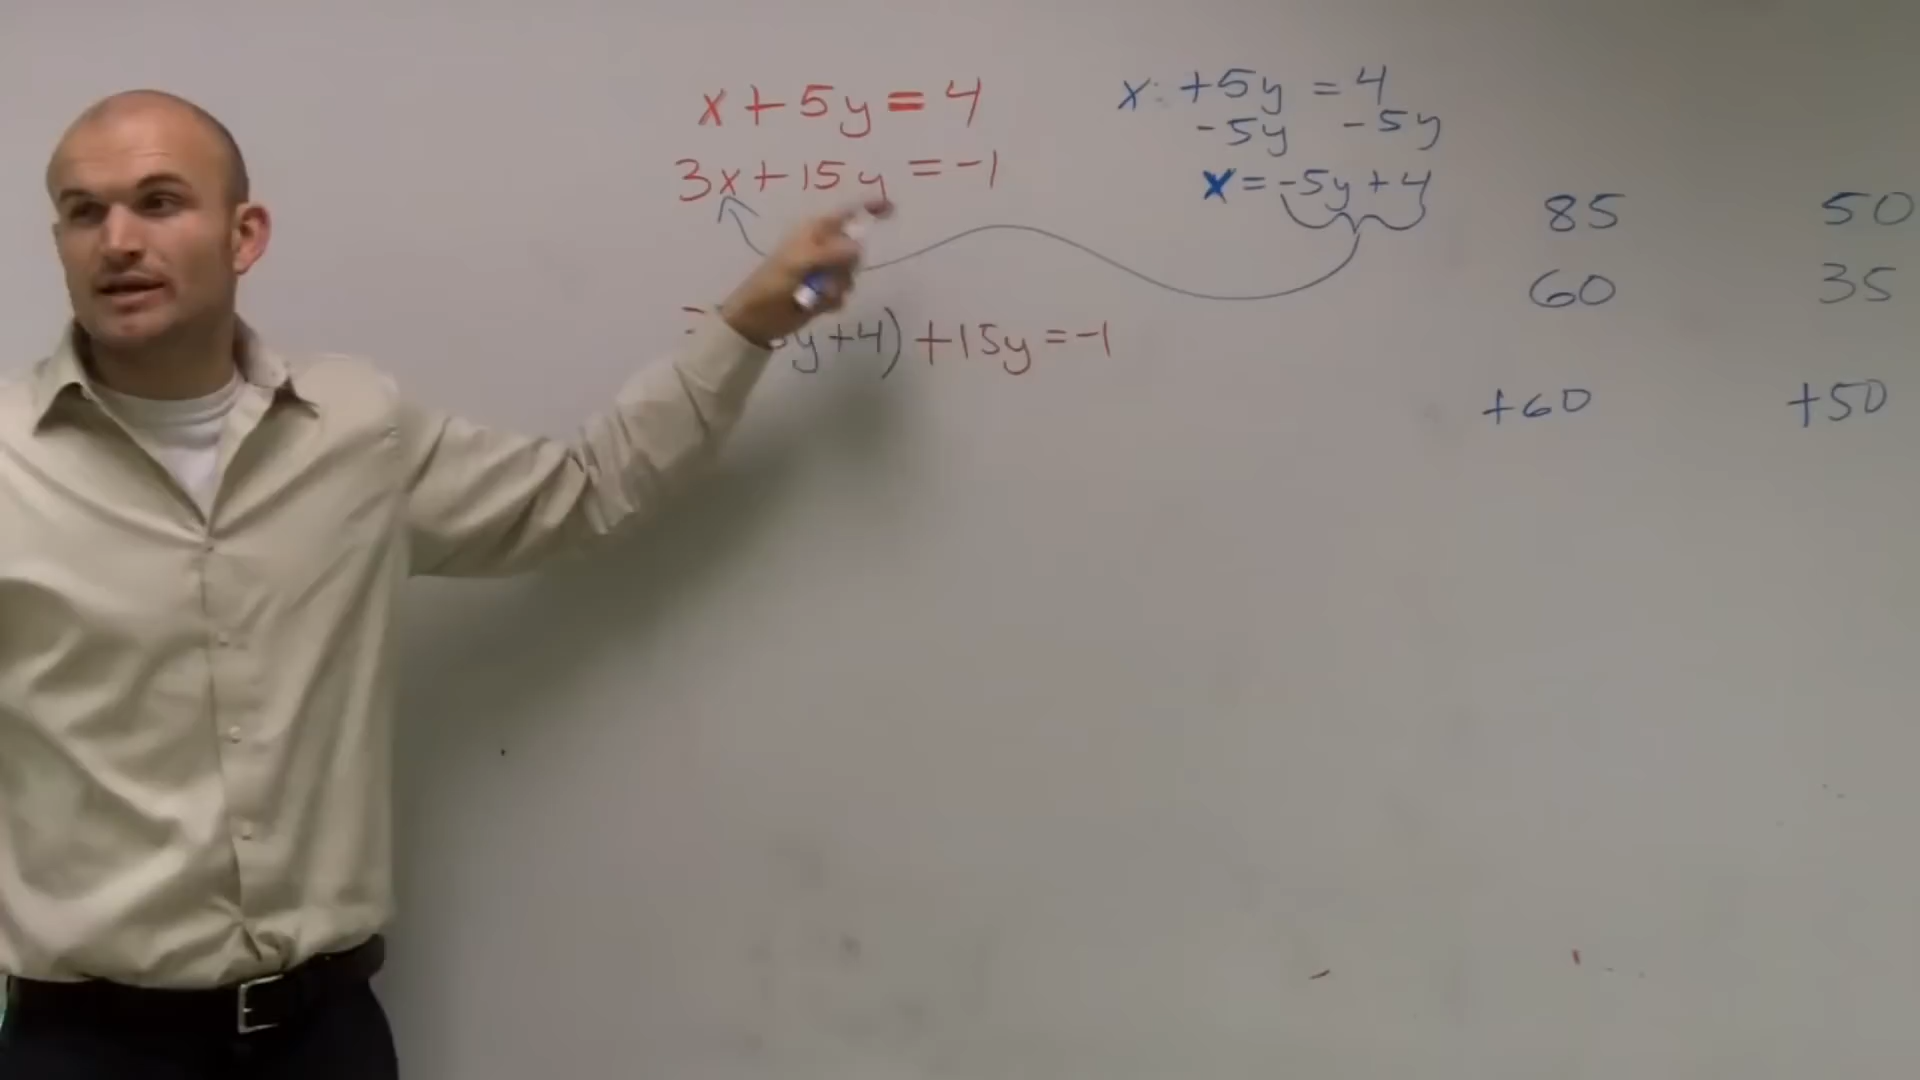 x + 5y = 4
3x + 15y = -1
y + 4) + 15y = -1
x + 5y = 4
-5y -5y
x = -5y + 4
85 50
60 35
+60 +50